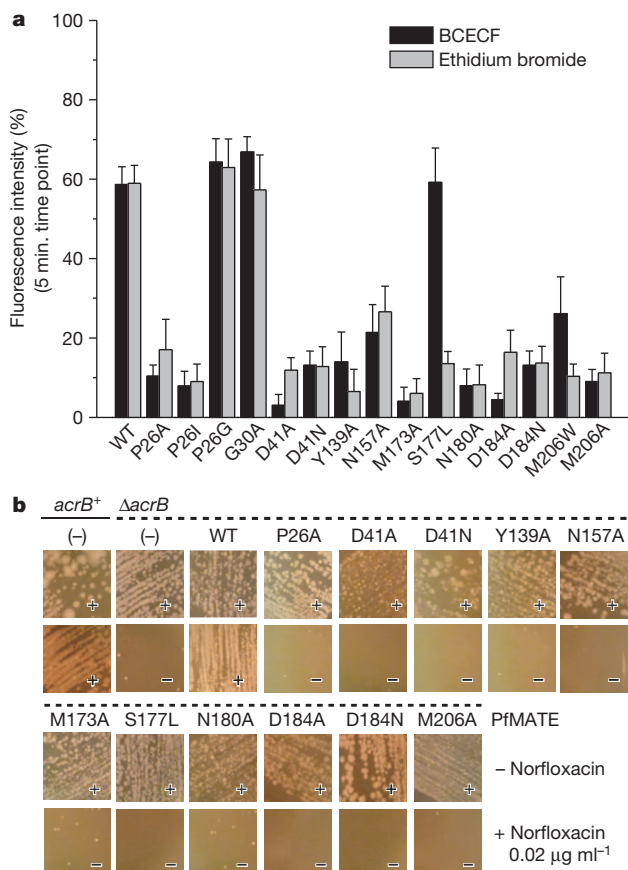 a
BCECF
Ethidium bromide
Fluorescence intensity (%)
(5 min. time point)
100
80
60
40
20
0
WT P26A P26I P26G G30A D41A D41N Y139A N157A M173A S177L N180A D184A D184N M206W M206A
b
acrB+ ΔacrB
(–) (–) WT P26A D41A D41N Y139A N157A
+ + + + + + + +
+ – + – – – – –
M173A S177L N180A D184A D184N M206A PfMATE
+ + + + + + – Norfloxacin
– – – – – – + Norfloxacin
0.02 μg ml–1